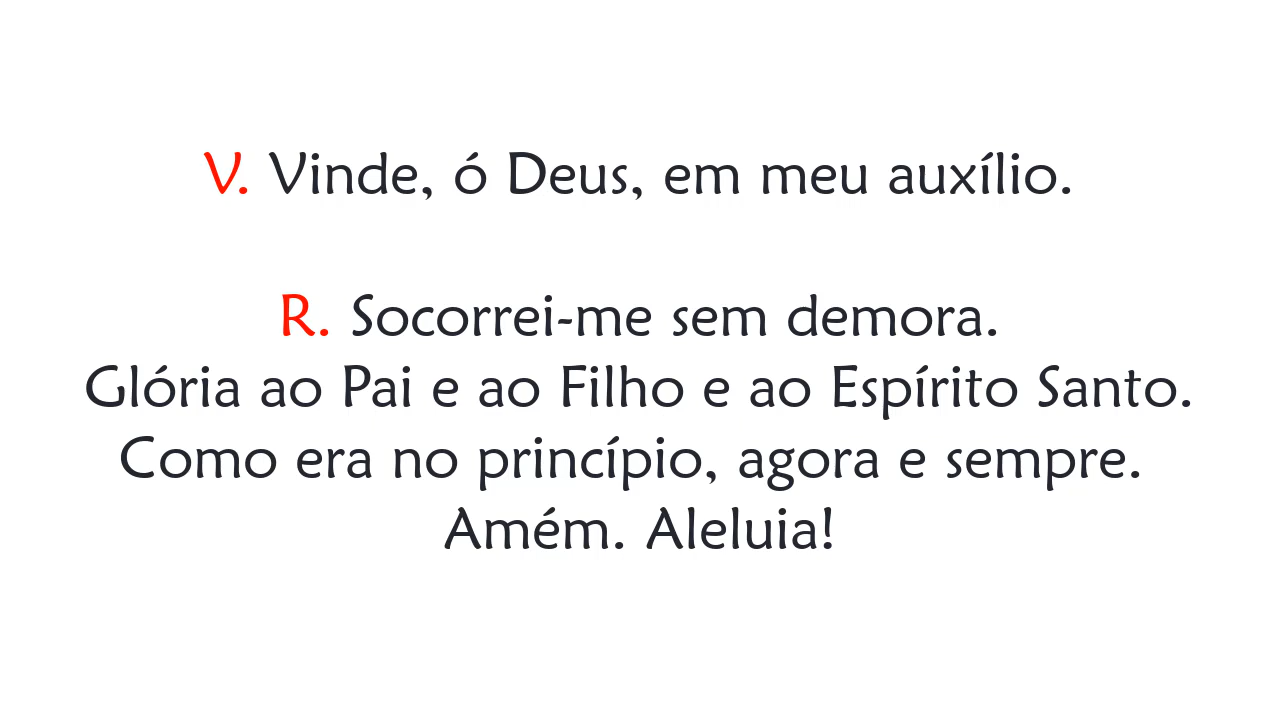 V. Vinde, ó Deus, em meu auxílio.
R. Socorrei-me sem demora.
Glória ao Pai e ao Filho e ao Espírito Santo.
Como era no princípio, agora e sempre.
Amém. Aleluia!